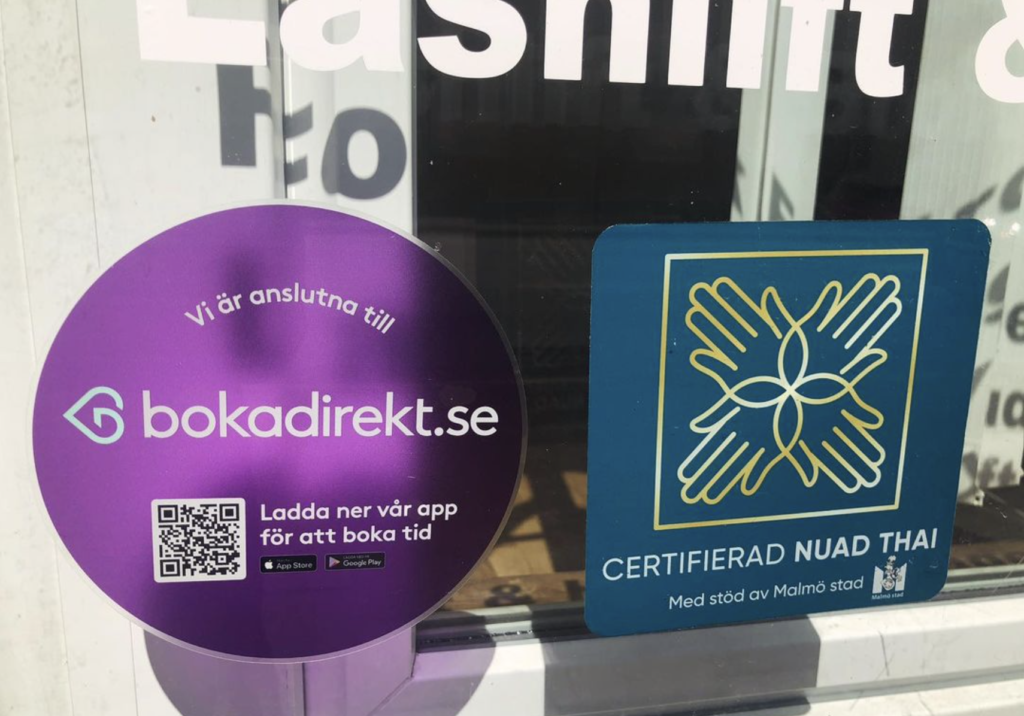 Lashlift &
Vi är anslutna till
bokadirekt.se
Ladda ner vår app
för att boka tid
App Store
Google Play
CERTIFIERAD NUAD THAI
Med stöd av Malmö stad
Malmö stad